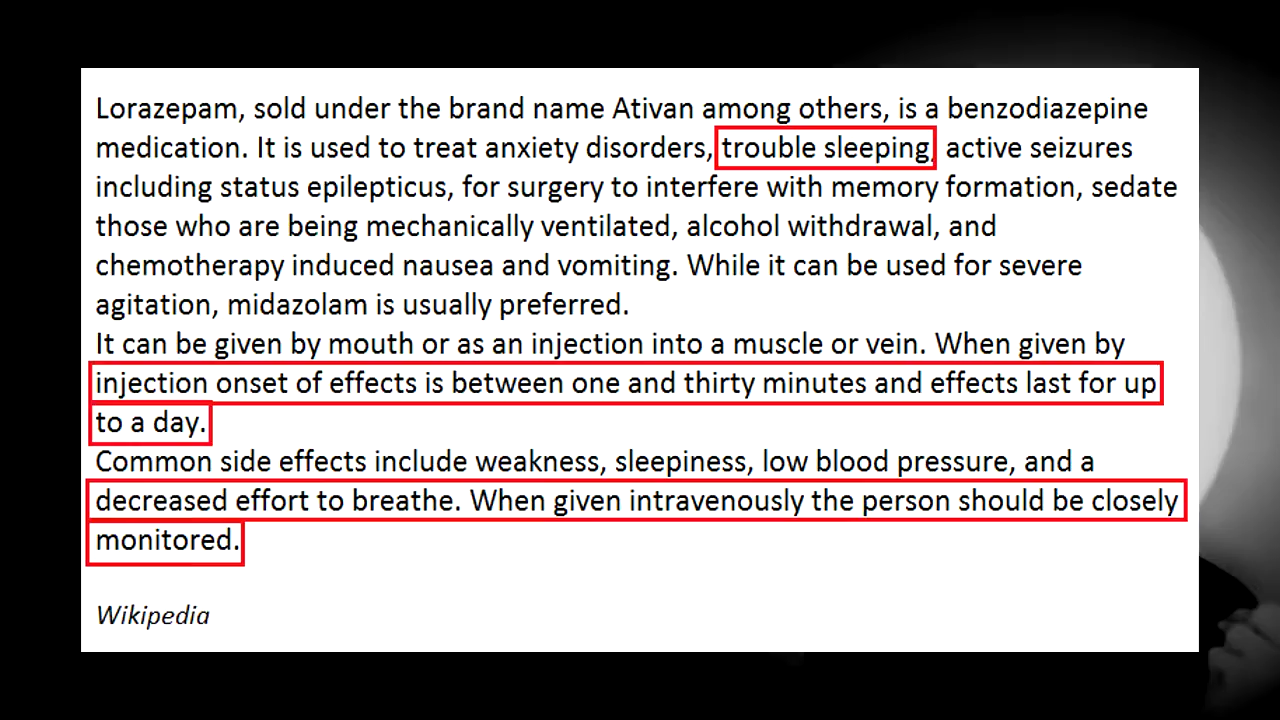 Lorazepam, sold under the brand name Ativan among others, is a benzodiazepine
medication. It is used to treat anxiety disorders, trouble sleeping, active seizures
including status epilepticus, for surgery to interfere with memory formation, sedate
those who are being mechanically ventilated, alcohol withdrawal, and
chemotherapy induced nausea and vomiting. While it can be used for severe
agitation, midazolam is usually preferred.
It can be given by mouth or as an injection into a muscle or vein. When given by
injection onset of effects is between one and thirty minutes and effects last for up
to a day.
Common side effects include weakness, sleepiness, low blood pressure, and a
decreased effort to breathe. When given intravenously the person should be closely
monitored.
Wikipedia